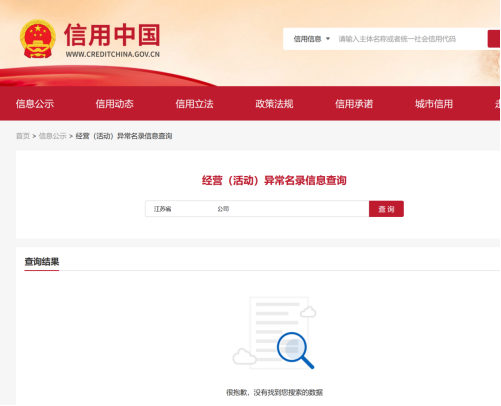 信用中国
WWW.CREDITCHINA.GOV.CN
信用信息 请输入主体名称或者统一社会信用代码
信息公示 信用动态 信用立法 政策法规 信用承诺 城市信用
首页 > 信息公示 > 经营（活动）异常名录信息查询
经营（活动）异常名录信息查询
江苏省 公司 查询
查询结果
很抱歉，没有找到您搜索的数据